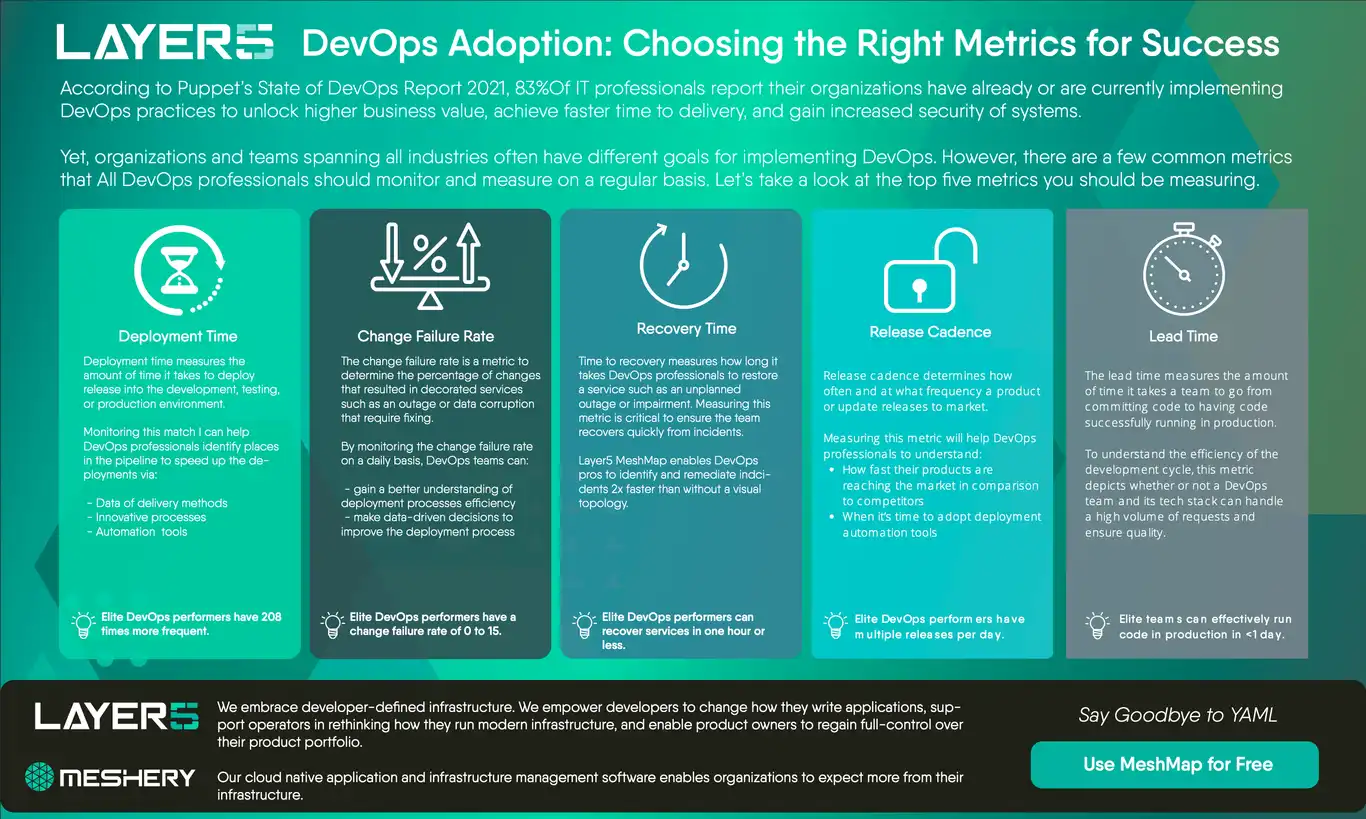 LAYER5
DevOps Adoption: Choosing the Right Metrics for Success
According to Puppet's State of DevOps Report 2021, 83%Of IT professionals report their organizations have already or are currently implementing
DevOps practices to unlock higher business value, achieve faster time to delivery, and gain increased security of systems.
Yet, organizations and teams spanning all industries often have different goals for implementing DevOps. However, there are a few common metrics
that All DevOps professionals should monitor and measure on a regular basis. Let's take a look at the top five metrics you should be measuring.
Deployment Time
Deployment time measures the
amount of time it takes to deploy
release into the development, testing,
or production environment.
Monitoring this match I can help
DevOps professionals identify places
in the pipeline to speed up the de-
ployments via:
- Data of delivery methods
- Innovative processes
- Automation tools
Elite DevOps performers have 208
times more frequent.
%
Change Failure Rate
The change failure rate is a metric to
determine the percentage of changes
that resulted in decorated services
such as an outage or data corruption
that require fixing.
By monitoring the change failure rate
on a daily basis, DevOps teams can:
- gain a better understanding of
deployment processes efficiency
- make data-driven decisions to
improve the deployment process
Elite DevOps performers have a
change failure rate of 0 to 15.
Recovery Time
Time to recovery measures how long it
takes DevOps professionals to restore
a service such as an unplanned
outage or impairment. Measuring this
metric is critical to ensure the team
recovers quickly from incidents.
Layer5 MeshMap enables DevOps
pros to identify and remediate indci-
dents 2x faster than without a visual
topology.
Elite DevOps performers can
recover services in one hour or
less.
Release Cadence
Release cadence determines how
often and at what frequency a product
or update releases to market.
Measuring this metric will help DevOps
professionals to understand:
• How fast their products are
reaching the market in comparison
to competitors
• When it's time to adopt deployment
automation tools
Elite DevOps performers have
multiple releases per day.
Lead Time
The lead time measures the amount
of time it takes a team to go from
committing code to having code
successfully running in production.
To understand the efficiency of the
development cycle, this metric
depicts whether or not a DevOps
team and its tech stack can handle
a high volume of requests and
ensure quality.
Elite teams can effectively run
code in production in <1 day.
LAYER5
We embrace developer-defined infrastructure. We empower developers to change how they write applications, sup-
port operators in rethinking how they run modern infrastructure, and enable product owners to regain full-control over
their product portfolio.
MESHERY
Our cloud native application and infrastructure management software enables organizations to expect more from their
infrastructure.
Say Goodbye to YAML
Use MeshMap for Free